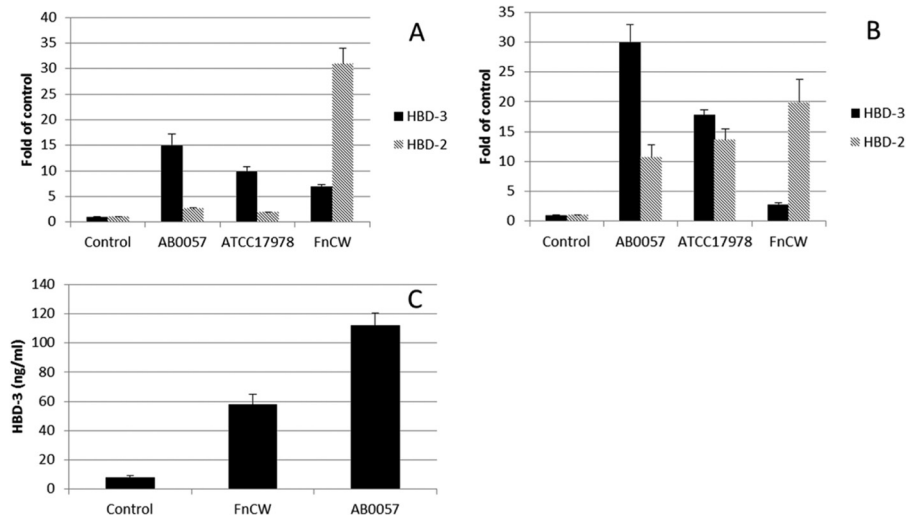 A
Fold of control
40
35
30
25
20
15
10
5
0
Control AB0057 ATCC17978 FnCW
HBD-3
HBD-2
B
Fold of control
35
30
25
20
15
10
5
0
Control AB0057 ATCC17978 FnCW
HBD-3
HBD-2
C
HBD-3 (ng/ml)
140
120
100
80
60
40
20
0
Control FnCW AB0057